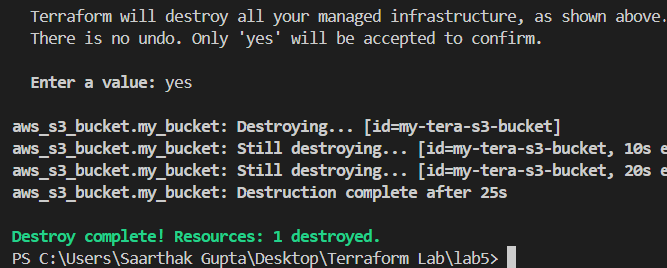 Terraform will destroy all your managed infrastructure, as shown above.
There is no undo. Only 'yes' will be accepted to confirm.
Enter a value: yes
aws_s3_bucket.my_bucket: Destroying... [id=my-tera-s3-bucket]
aws_s3_bucket.my_bucket: Still destroying... [id=my-tera-s3-bucket, 10s e
aws_s3_bucket.my_bucket: Still destroying... [id=my-tera-s3-bucket, 20s e
aws_s3_bucket.my_bucket: Destruction complete after 25s
Destroy complete! Resources: 1 destroyed.
PS C:\Users\Saarthak Gupta\Desktop\Terraform Lab\lab5>